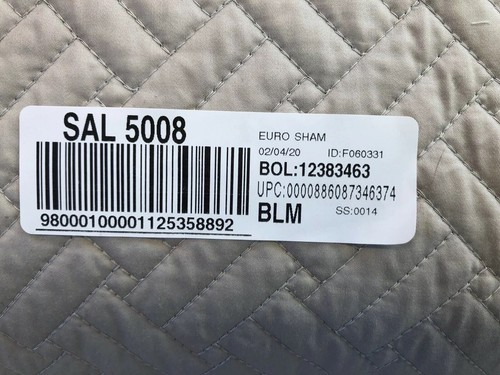 SAL 5008
98000100001125358892
EURO SHAM
02/04/20 ID:F060331
BOL:12383463
UPC:0000886087346374
BLM SS:0014